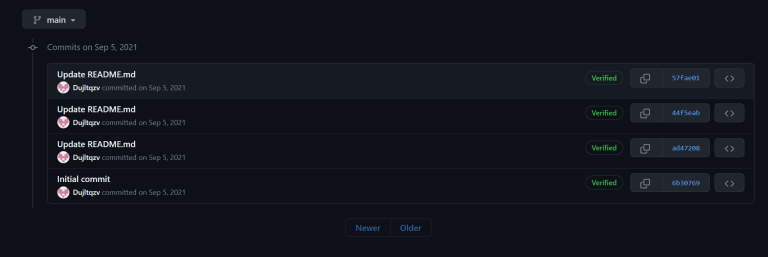 main
Commits on Sep 5, 2021
Update README.md
Verified 57fae01
Dujltqzv committed on Sep 5, 2021
Update README.md
Verified 44f5eab
Dujltqzv committed on Sep 5, 2021
Update README.md
Verified ad47208
Dujltqzv committed on Sep 5, 2021
Initial commit
Verified 6b30769
Dujltqzv committed on Sep 5, 2021
Newer Older